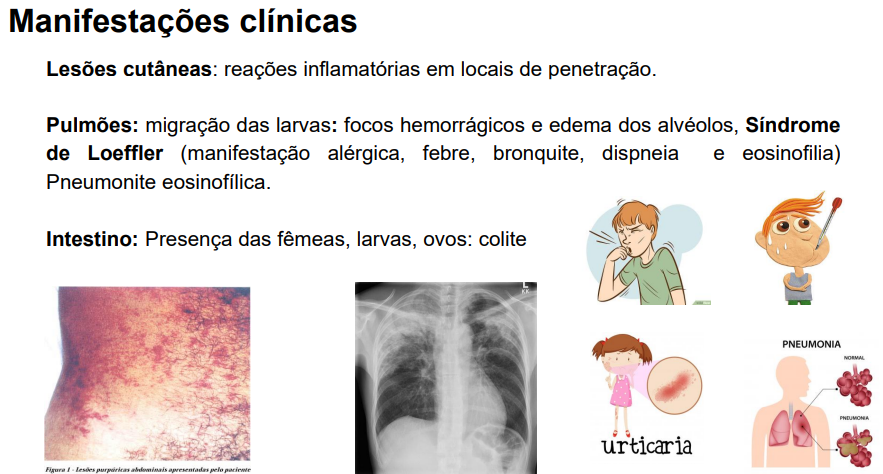 Manifestações clínicas
Lesões cutâneas: reações inflamatórias em locais de penetração.
Pulmões: migração das larvas: focos hemorrágicos e edema dos alvéolos, Síndrome
de Loeffler (manifestação alérgica, febre, bronquite, dispneia e eosinofilia)
Pneumonite eosinofílica.
Intestino: Presença das fêmeas, larvas, ovos: colite
L
KK
PNEUMONIA
NORMAL
PNEUMONIA
urticaria
Figura 1 - Lesões purpúricas abdominais apresentadas pelo paciente